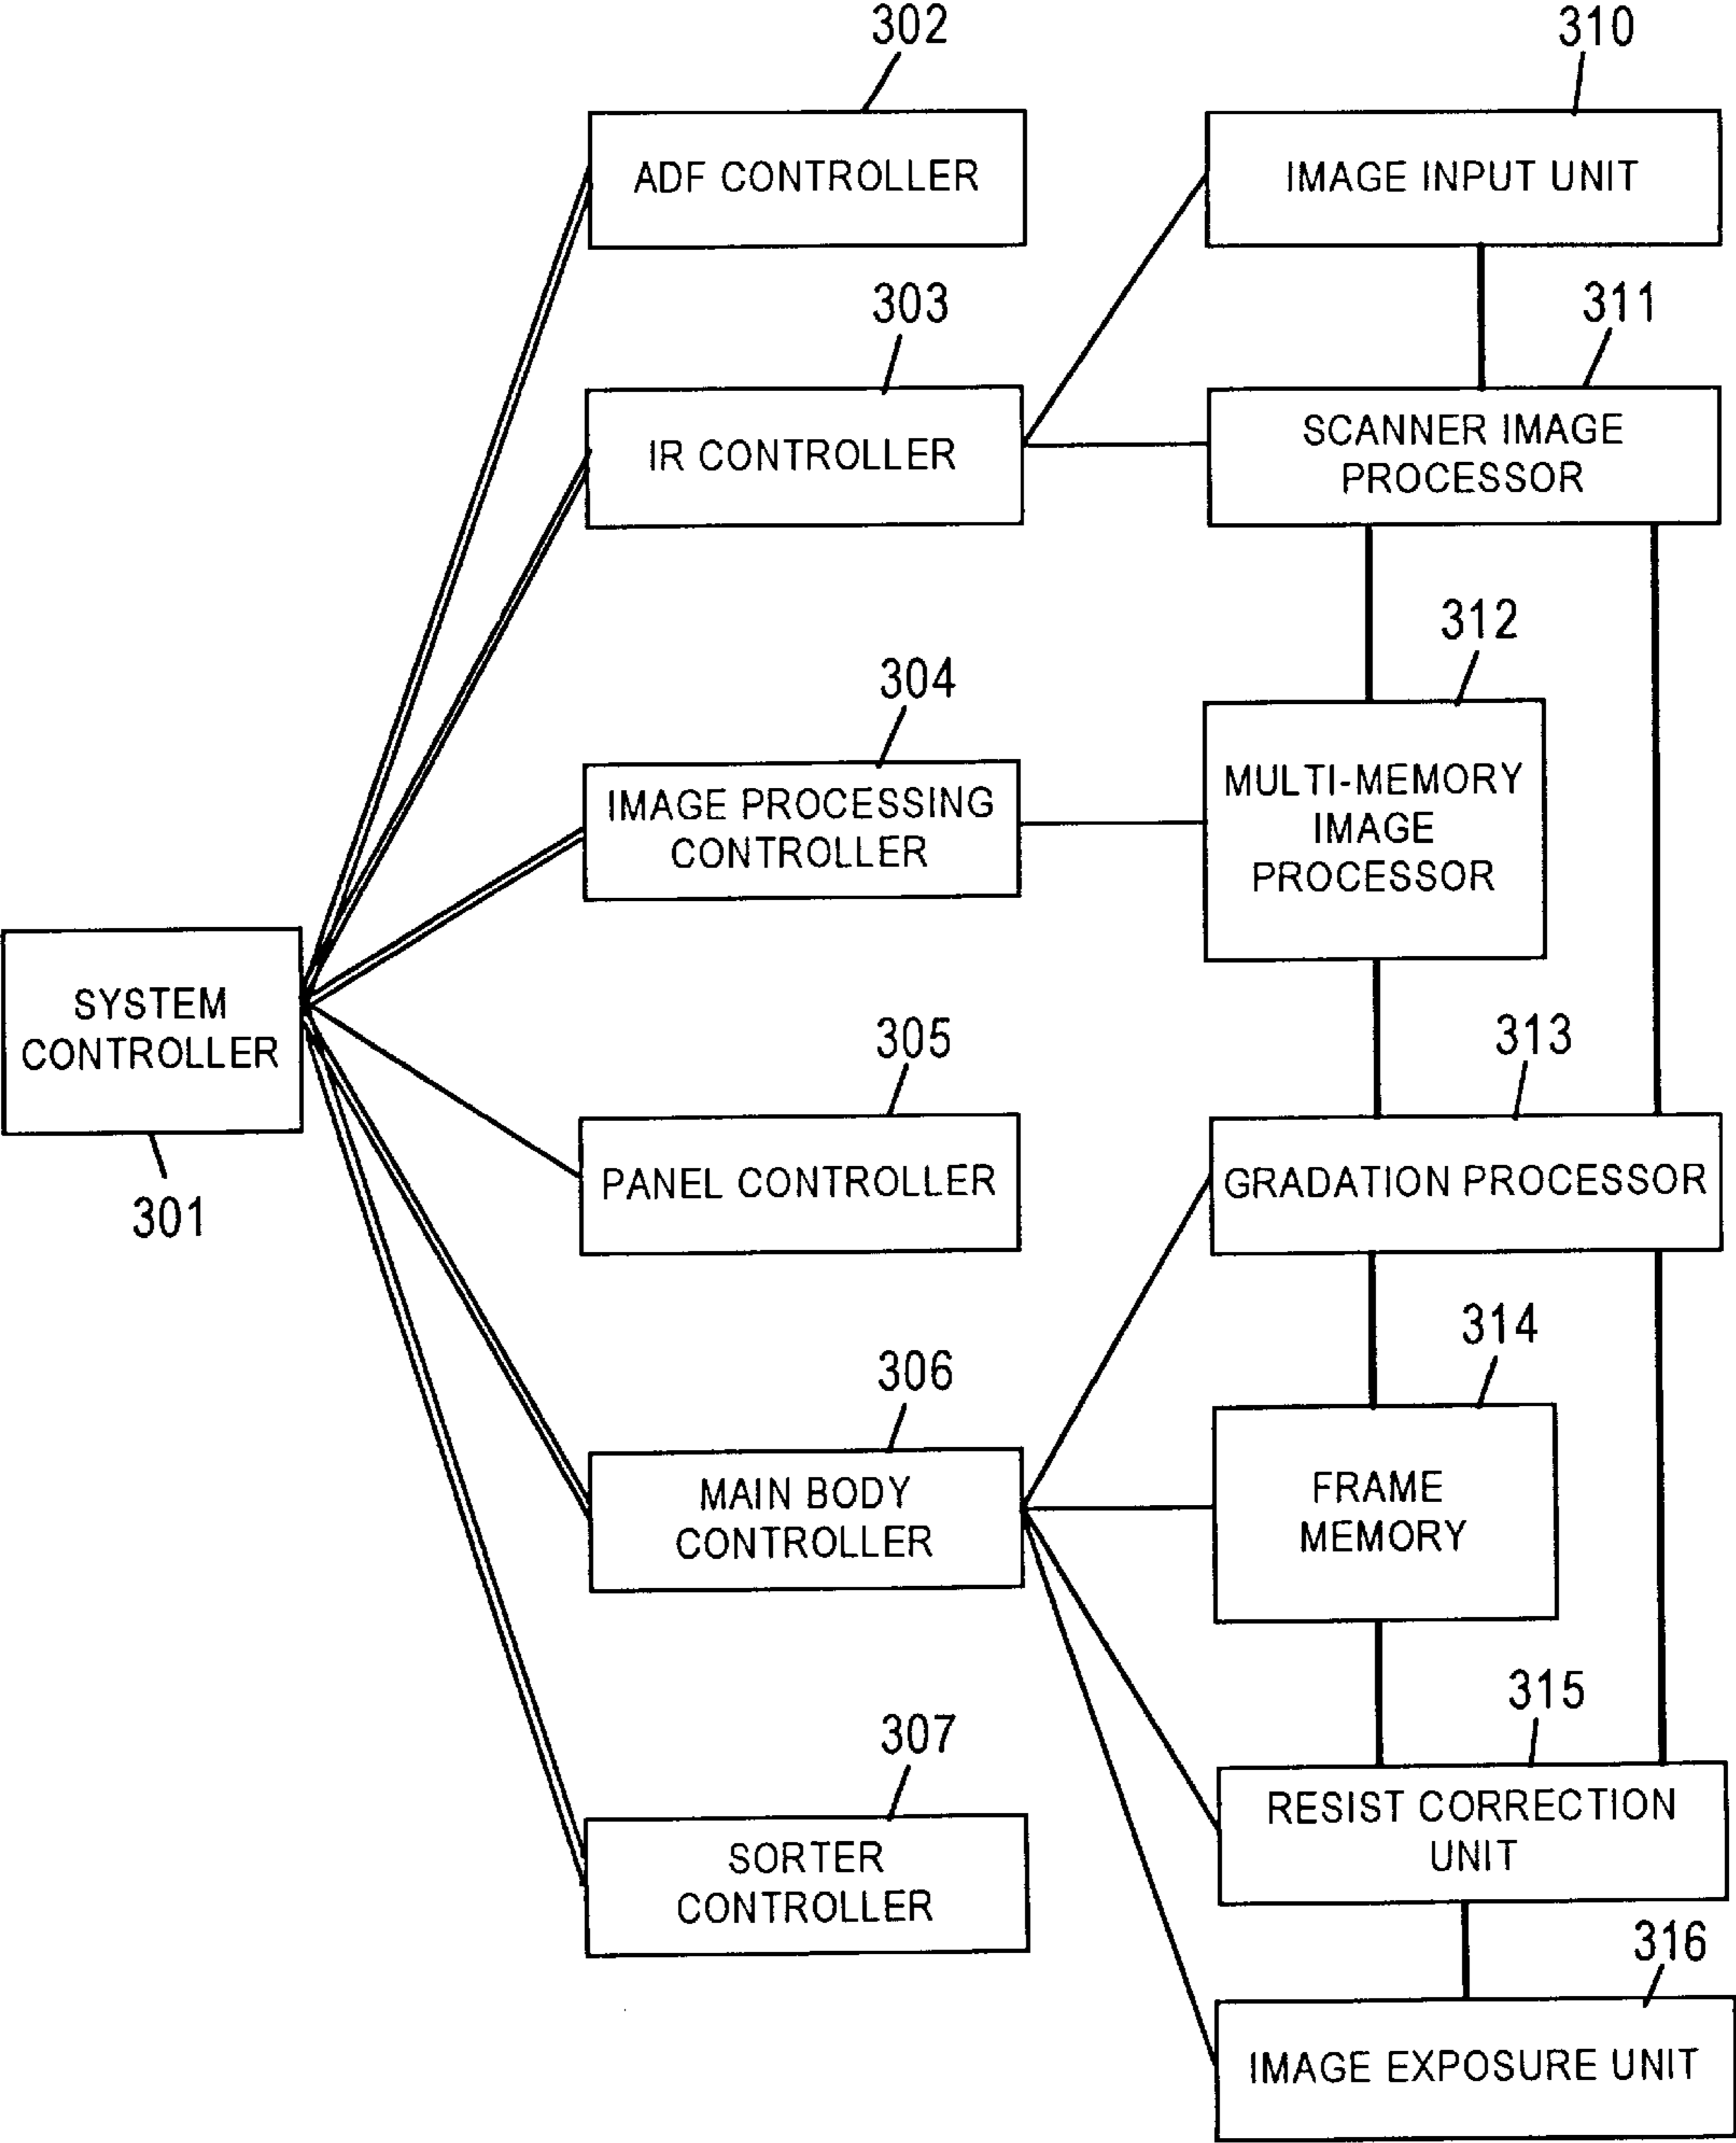 302
310
ADF CONTROLLER
IMAGE INPUT UNIT
303
311
IR CONTROLLER
SCANNER IMAGE
PROCESSOR
312
304
IMAGE PROCESSING
CONTROLLER
MULTI-MEMORY
IMAGE
PROCESSOR
SYSTEM
CONTROLLER
301
305
313
PANEL CONTROLLER
GRADATION PROCESSOR
314
306
MAIN BODY
CONTROLLER
FRAME
MEMORY
315
307
SORTER
CONTROLLER
RESIST CORRECTION
UNIT
316
IMAGE EXPOSURE UNIT